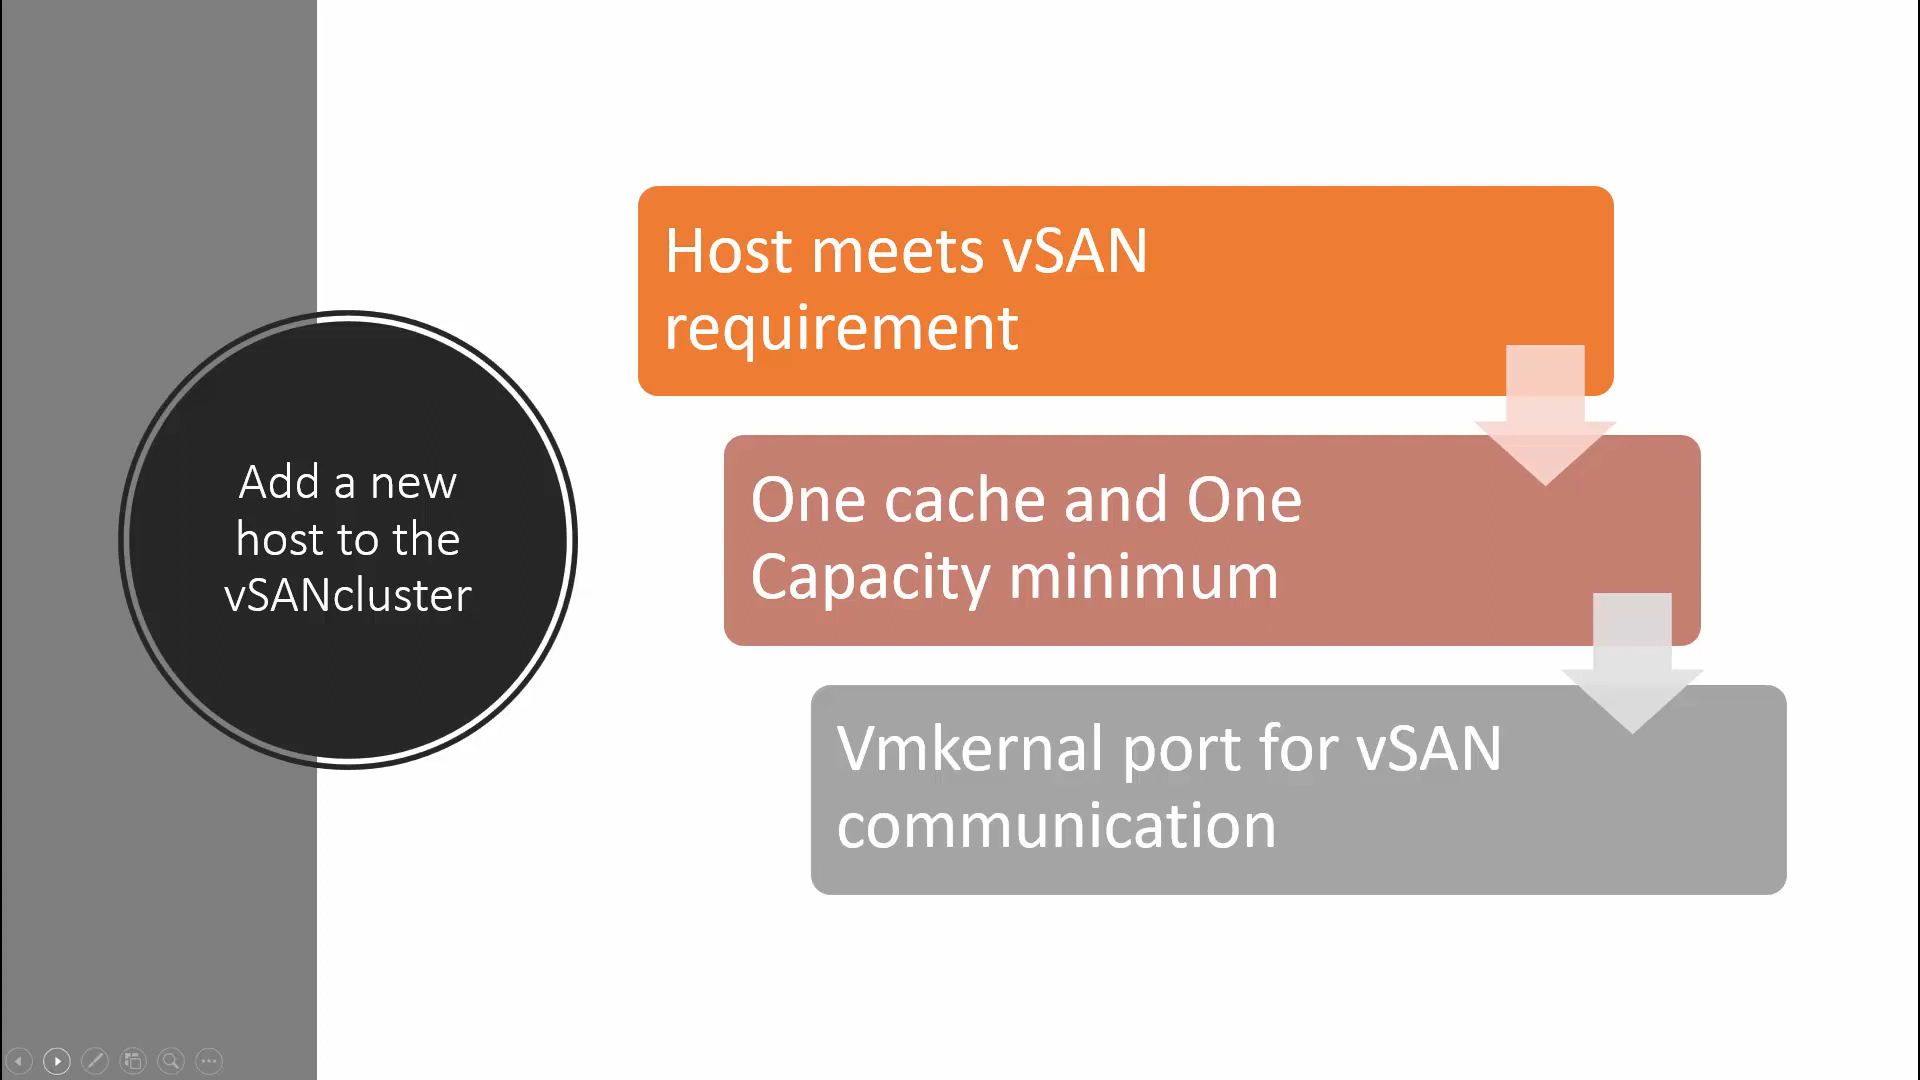 Add a new
host to the
vSANcluster
Host meets vSAN
requirement
One cache and One
Capacity minimum
Vmkernal port for vSAN
communication